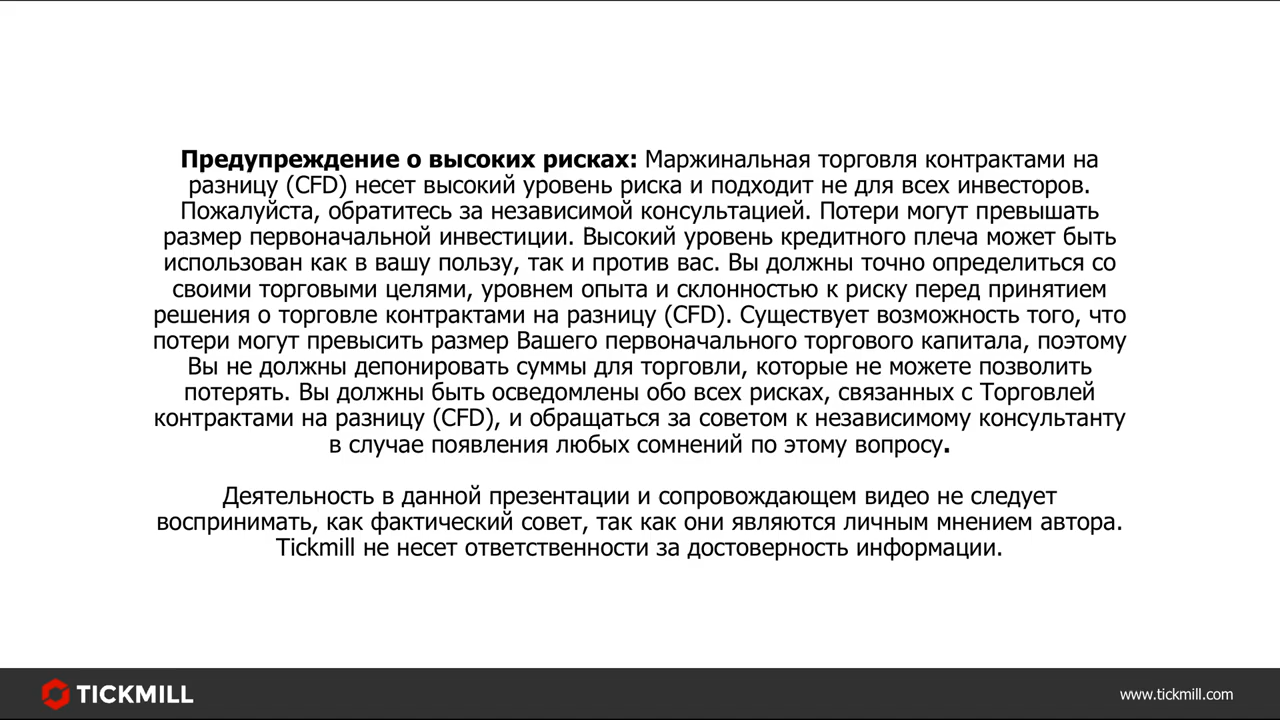 Предупреждение о высоких рисках: Маржинальная торговля контрактами на
разницу (CFD) несет высокий уровень риска и подходит не для всех инвесторов.
Пожалуйста, обратитесь за независимой консультацией. Потери могут превышать
размер первоначальной инвестиции. Высокий уровень кредитного плеча может быть
использован как в вашу пользу, так и против вас. Вы должны точно определиться со
своими торговыми целями, уровнем опыта и склонностью к риску перед принятием
решения о торговле контрактами на разницу (CFD). Существует возможность того, что
потери могут превысить размер Вашего первоначального торгового капитала, поэтому
Вы не должны депонировать суммы для торговли, которые не можете позволить
потерять. Вы должны быть осведомлены обо всех рисках, связанных с Торговлей
контрактами на разницу (CFD), и обращаться за советом к независимому консультанту
в случае появления любых сомнений по этому вопросу.
Деятельность в данной презентации и сопровождающем видео не следует
воспринимать, как фактический совет, так как они являются личным мнением автора.
Tickmill не несет ответственности за достоверность информации.
TICKMILL
www.tickmill.com